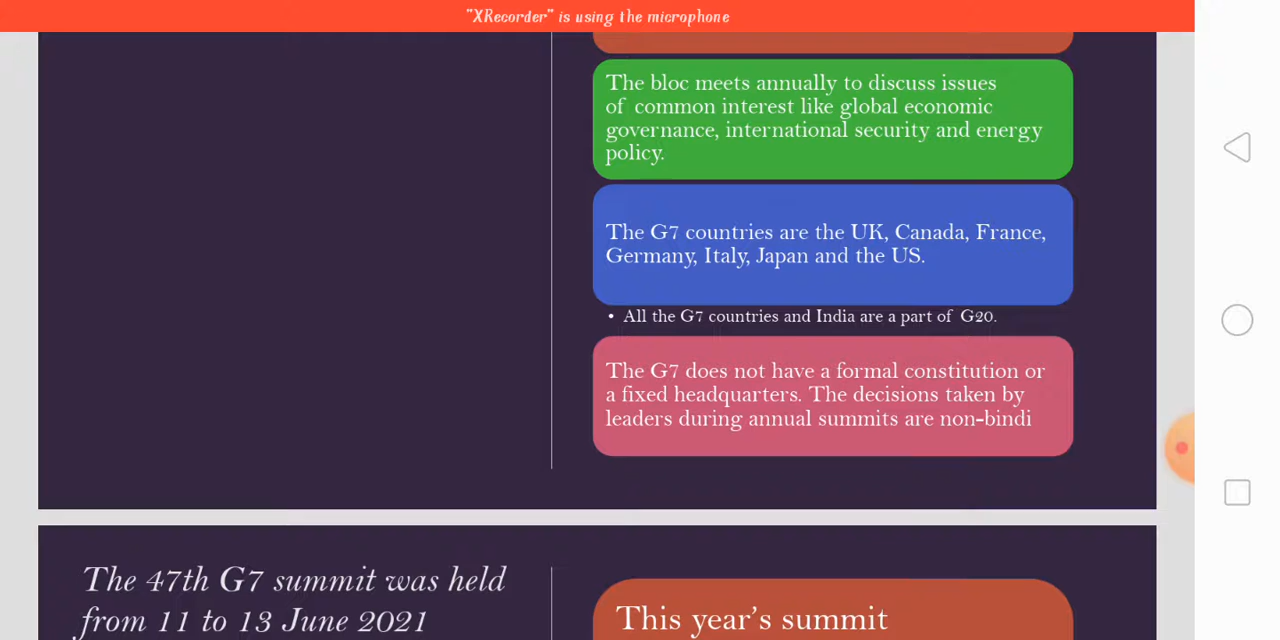 "XRecorder" is using the microphone
The bloc meets annually to discuss issues
of common interest like global economic
governance, international security and energy
policy.
The G7 countries are the UK, Canada, France,
Germany, Italy, Japan and the US.
• All the G7 countries and India are a part of G20.
The G7 does not have a formal constitution or
a fixed headquarters. The decisions taken by
leaders during annual summits are non-bindi
The 47th G7 summit was held
from 11 to 13 June 2021
This year's summit